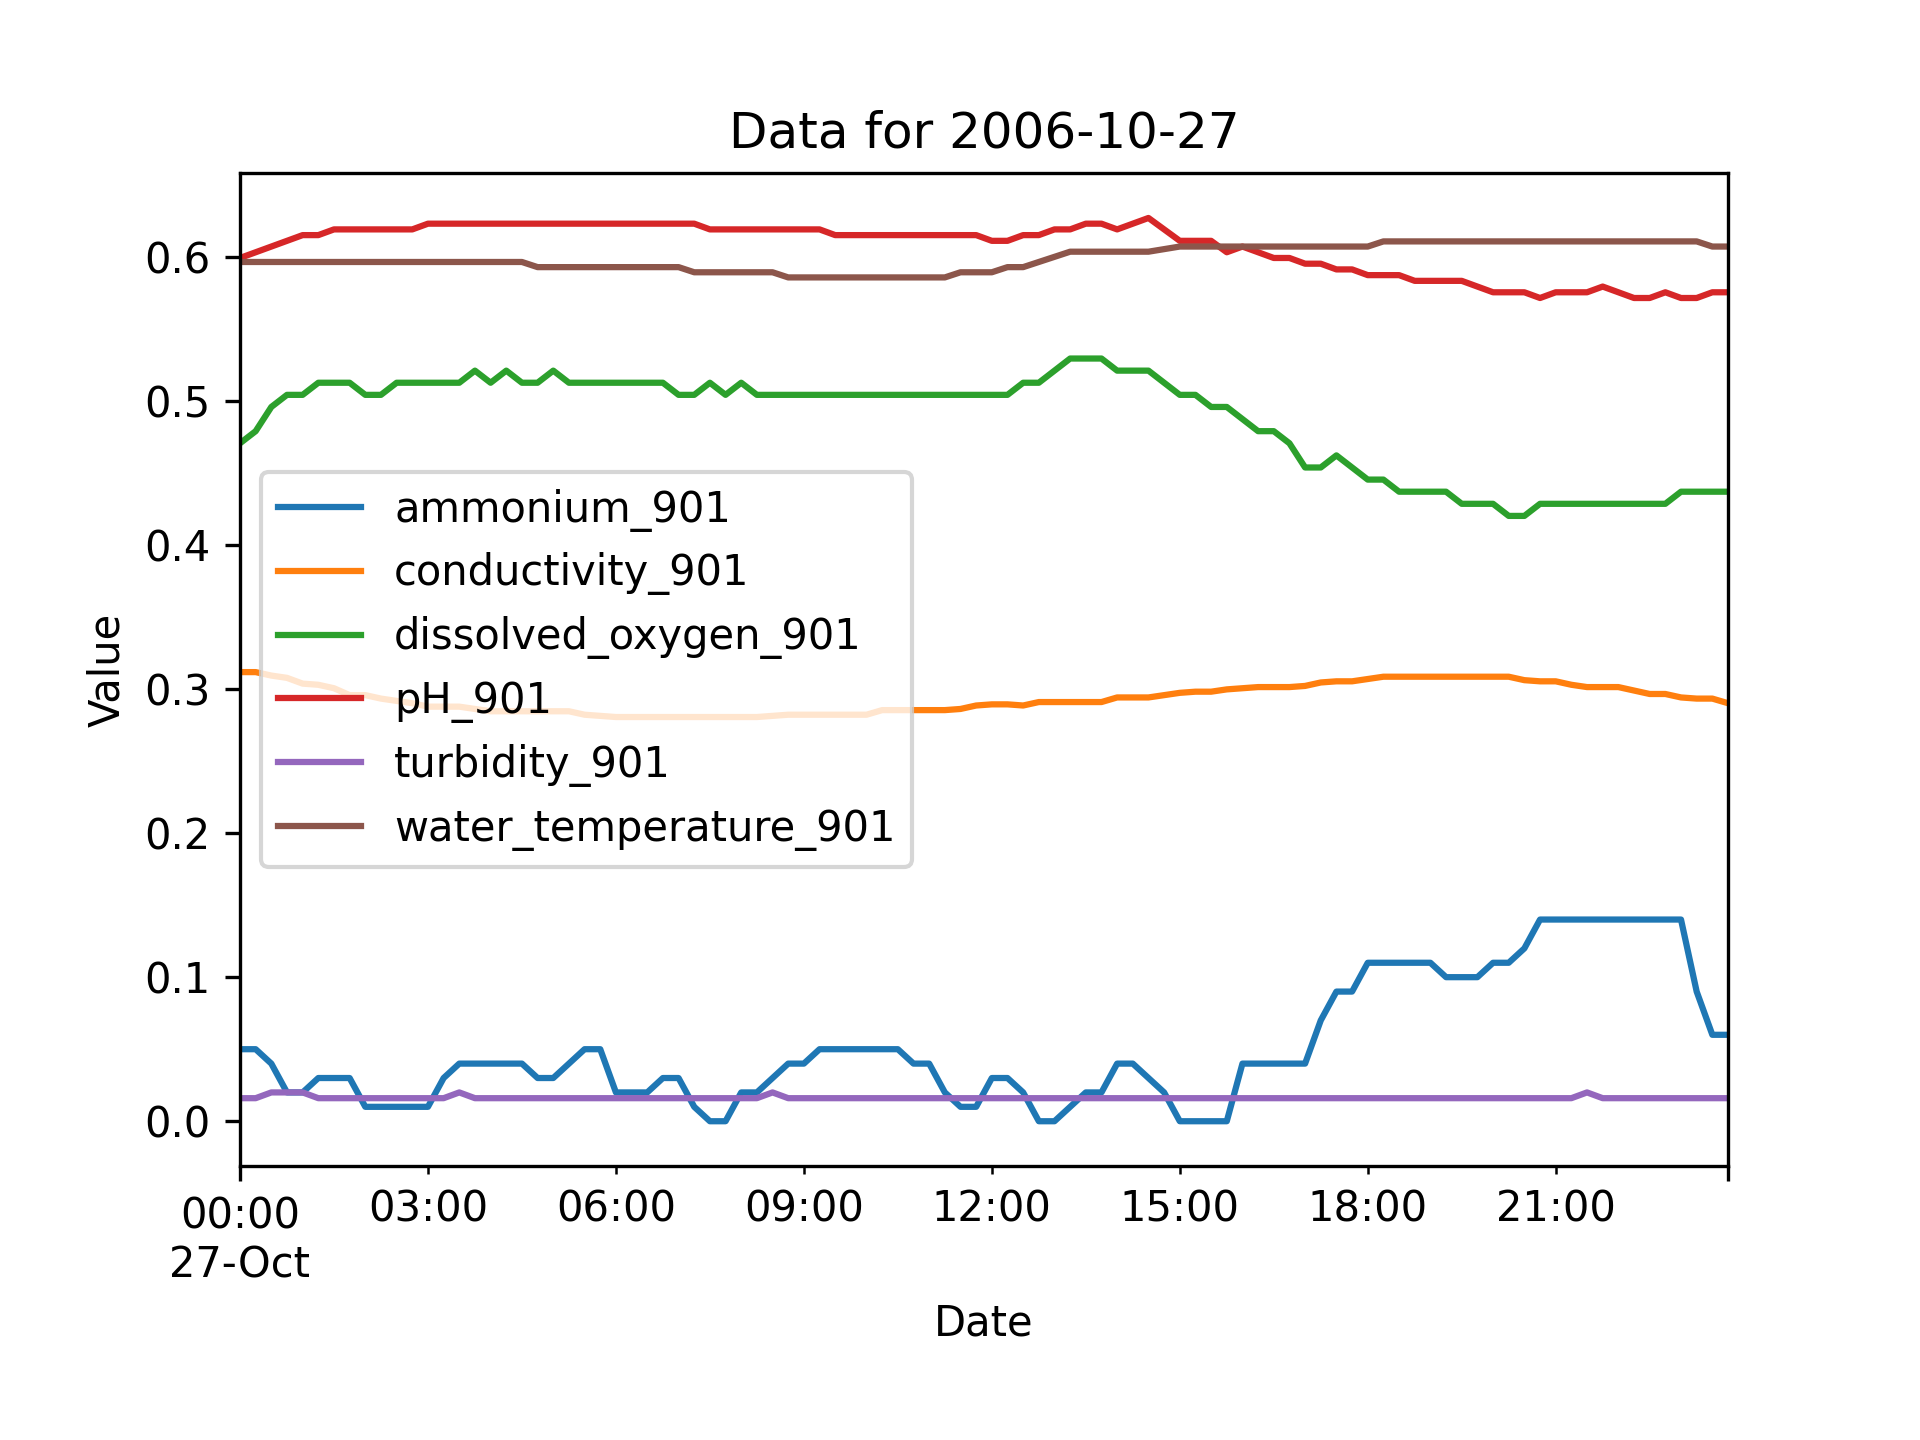 Data for 2006-10-27
Value
0.6
0.5
0.4
0.3
0.2
0.1
0.0
ammonium_901
conductivity_901
dissolved_oxygen_901
pH_901
turbidity_901
water_temperature_901
00:00 03:00 06:00 09:00 12:00 15:00 18:00 21:00
27-Oct
Date